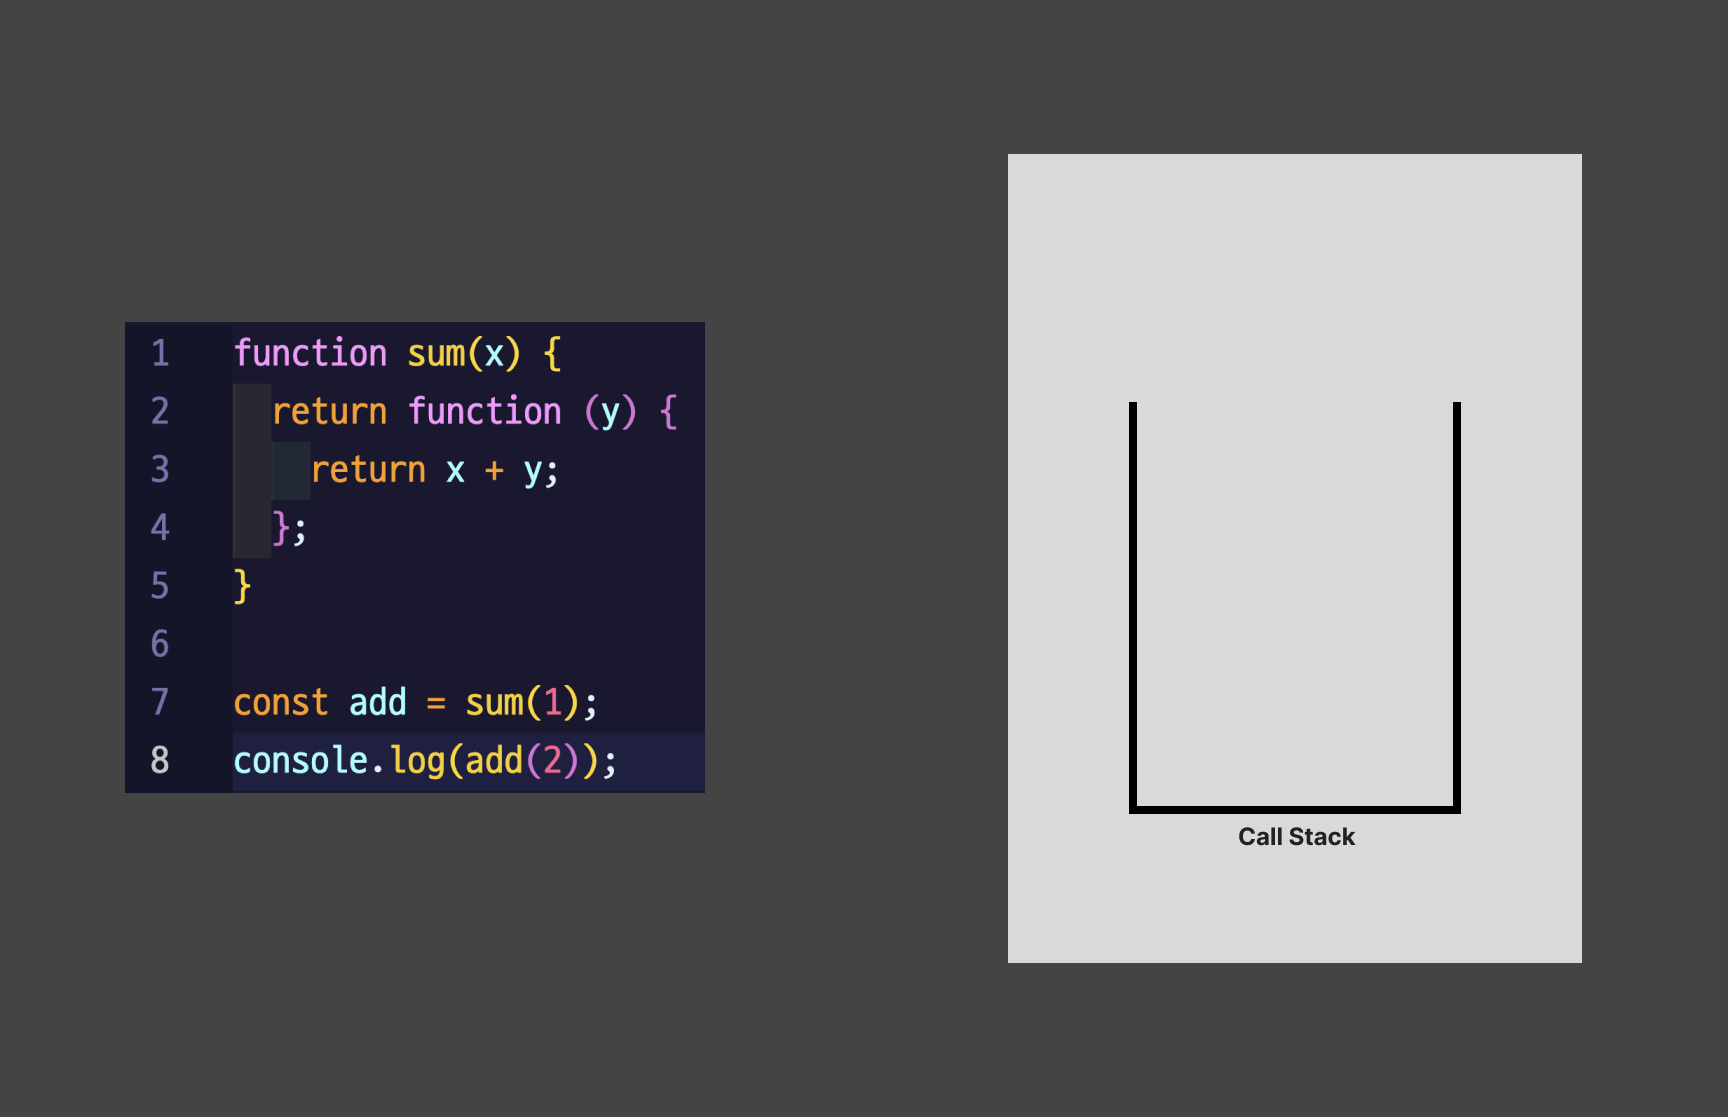 1 function sum(x) {
2 return function (y) {
3 return x + y;
4 };
5 }
6
7 const add = sum(1);
8 console.log(add(2));
Call Stack